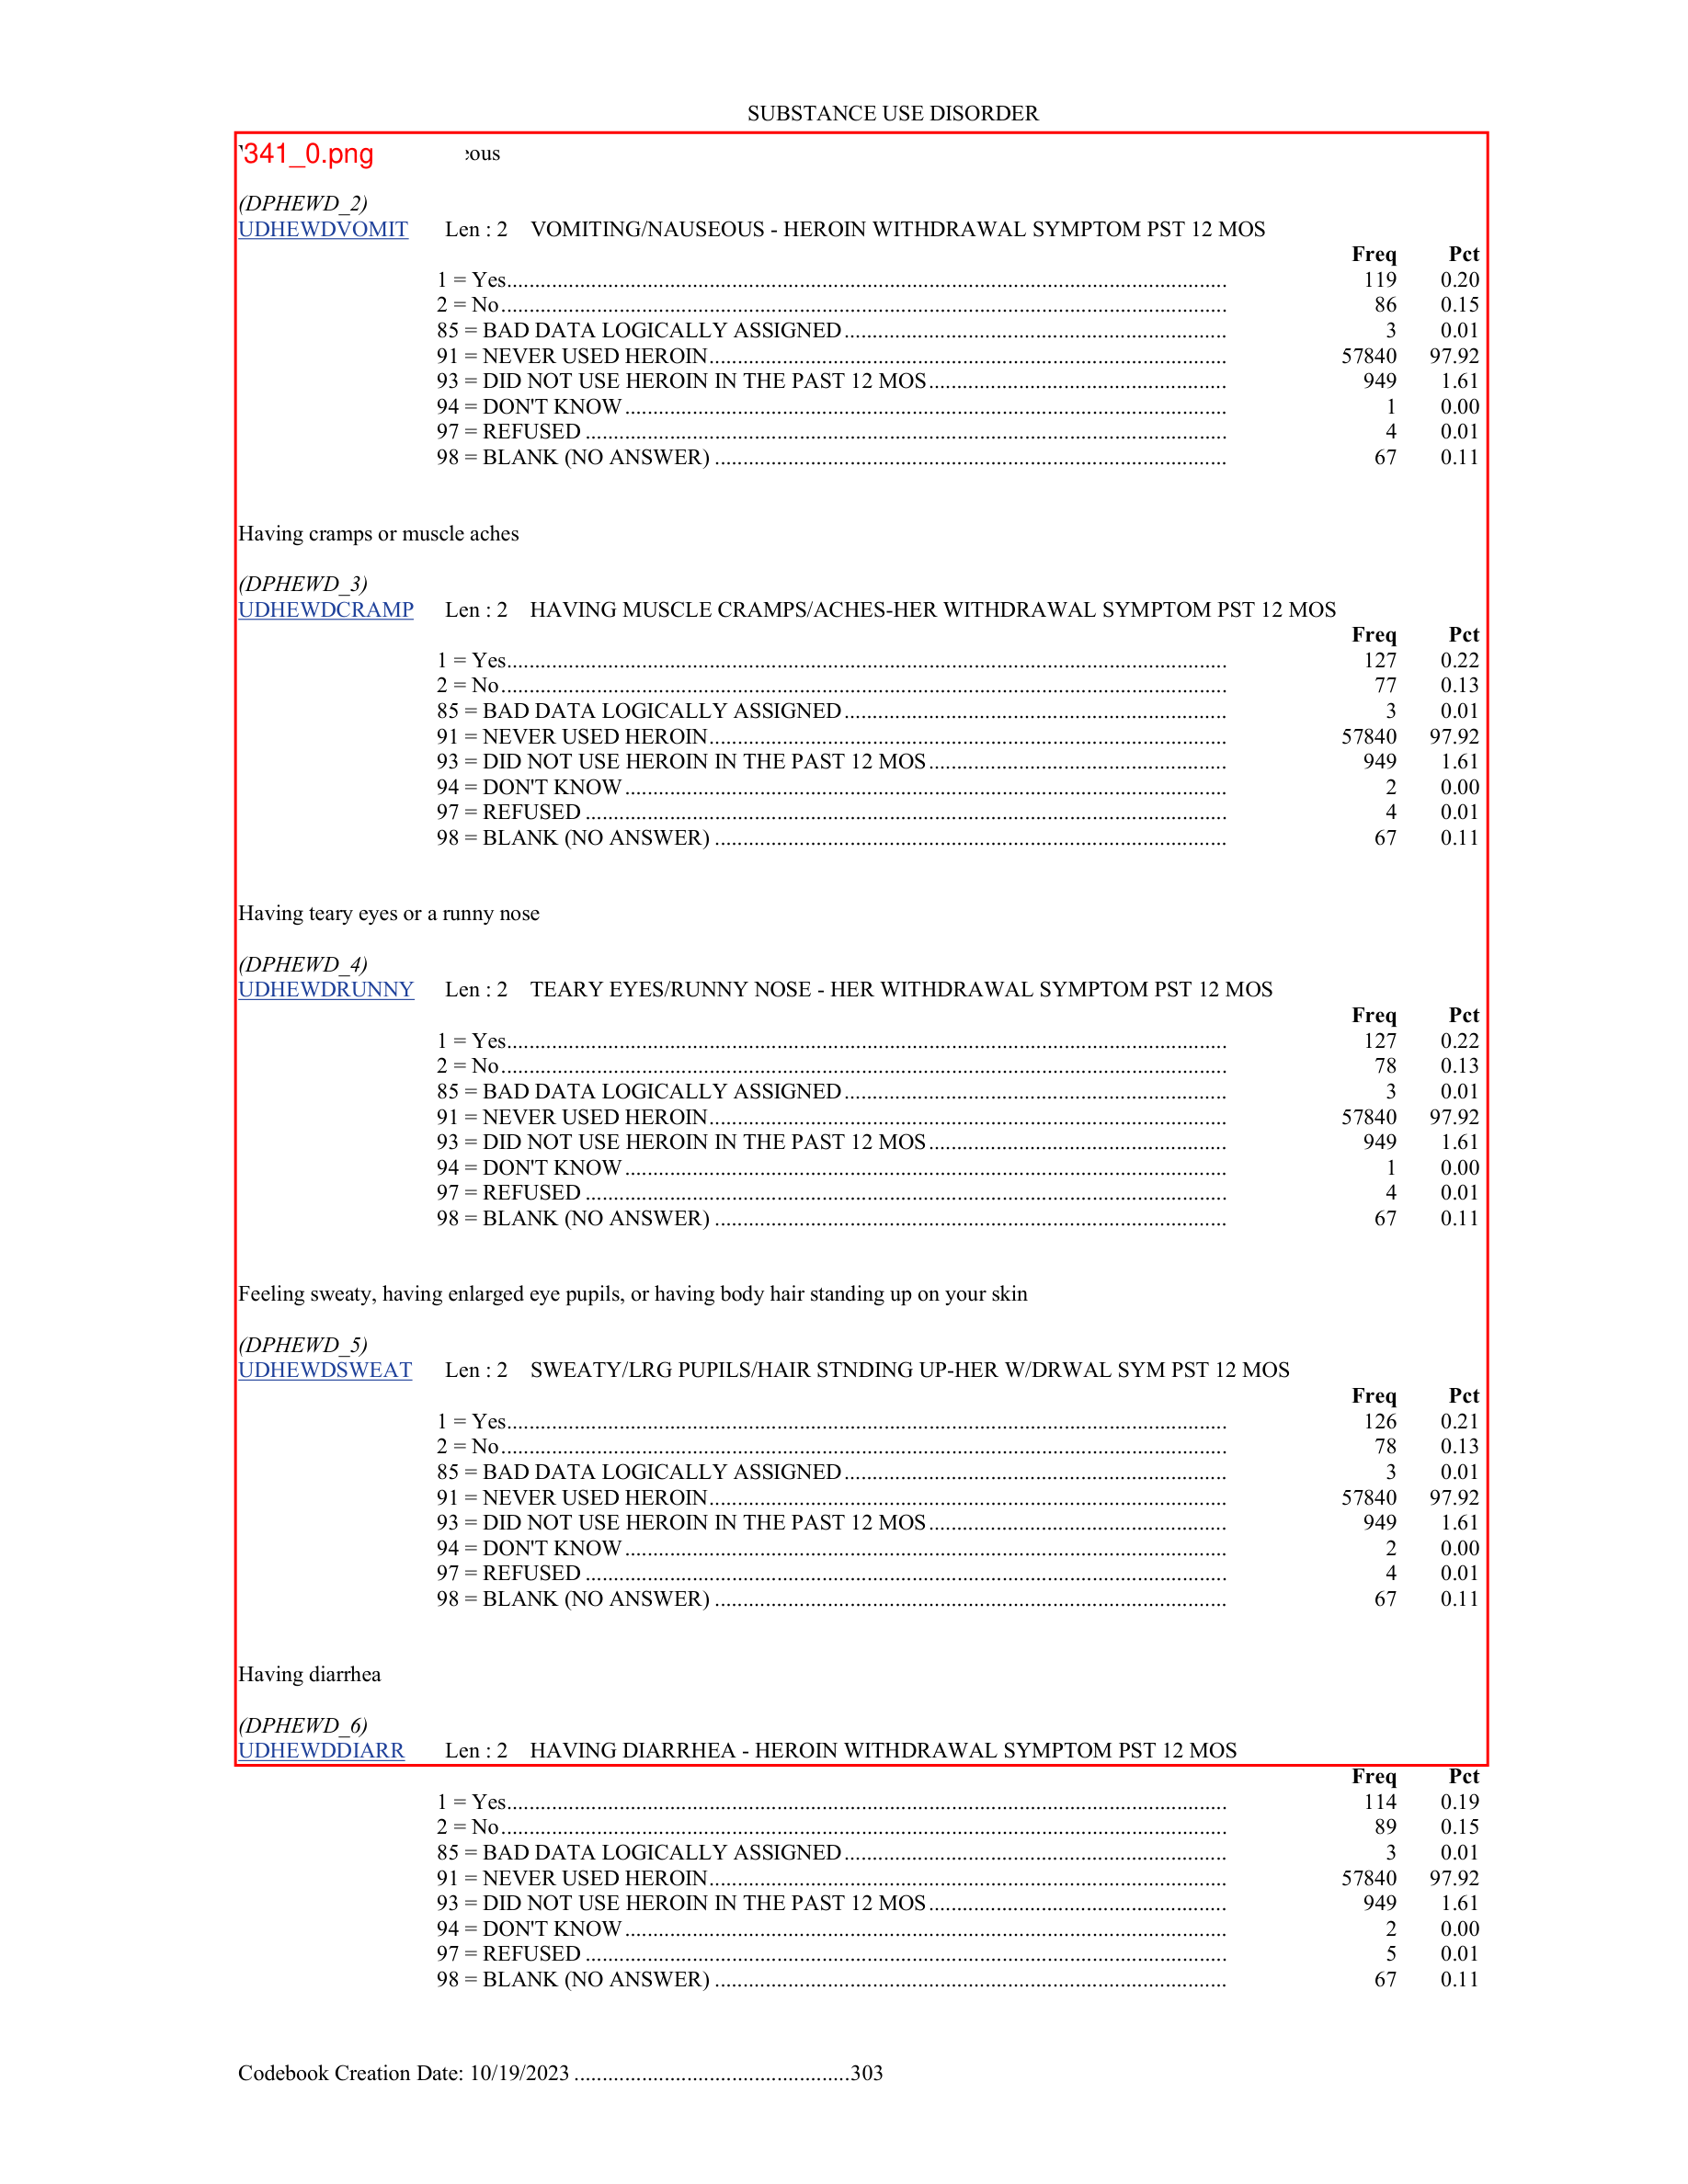 SUBSTANCE USE DISORDER
341_0.png
(DPHEWD_2)
UDHEWDVOMIT Len : 2 VOMITING/NAUSEOUS - HEROIN WITHDRAWAL SYMPTOM PST 12 MOS
Freq Pct
1 = Yes 119 0.20
2 = No 86 0.15
85 = BAD DATA LOGICALLY ASSIGNED 3 0.01
91 = NEVER USED HEROIN 57840 97.92
93 = DID NOT USE HEROIN IN THE PAST 12 MOS 949 1.61
94 = DON'T KNOW 1 0.00
97 = REFUSED 4 0.01
98 = BLANK (NO ANSWER) 67 0.11
Having cramps or muscle aches
(DPHEWD_3)
UDHEWDCRAMP Len : 2 HAVING MUSCLE CRAMPS/ACHES-HER WITHDRAWAL SYMPTOM PST 12 MOS
Freq Pct
1 = Yes 127 0.22
2 = No 77 0.13
85 = BAD DATA LOGICALLY ASSIGNED 3 0.01
91 = NEVER USED HEROIN 57840 97.92
93 = DID NOT USE HEROIN IN THE PAST 12 MOS 949 1.61
94 = DON'T KNOW 2 0.00
97 = REFUSED 4 0.01
98 = BLANK (NO ANSWER) 67 0.11
Having teary eyes or a runny nose
(DPHEWD_4)
UDHEWDRUNNY Len : 2 TEARY EYES/RUNNY NOSE - HER WITHDRAWAL SYMPTOM PST 12 MOS
Freq Pct
1 = Yes 127 0.22
2 = No 78 0.13
85 = BAD DATA LOGICALLY ASSIGNED 3 0.01
91 = NEVER USED HEROIN 57840 97.92
93 = DID NOT USE HEROIN IN THE PAST 12 MOS 949 1.61
94 = DON'T KNOW 1 0.00
97 = REFUSED 4 0.01
98 = BLANK (NO ANSWER) 67 0.11
Feeling sweaty, having enlarged eye pupils, or having body hair standing up on your skin
(DPHEWD_5)
UDHEWDSWEAT Len : 2 SWEATY/LRG PUPILS/HAIR STNDING UP-HER W/DRWAL SYM PST 12 MOS
Freq Pct
1 = Yes 126 0.21
2 = No 78 0.13
85 = BAD DATA LOGICALLY ASSIGNED 3 0.01
91 = NEVER USED HEROIN 57840 97.92
93 = DID NOT USE HEROIN IN THE PAST 12 MOS 949 1.61
94 = DON'T KNOW 2 0.00
97 = REFUSED 4 0.01
98 = BLANK (NO ANSWER) 67 0.11
Having diarrhea
(DPHEWD_6)
UDHEWDDIARR Len : 2 HAVING DIARRHEA - HEROIN WITHDRAWAL SYMPTOM PST 12 MOS
Freq Pct
1 = Yes 114 0.19
2 = No 89 0.15
85 = BAD DATA LOGICALLY ASSIGNED 3 0.01
91 = NEVER USED HEROIN 57840 97.92
93 = DID NOT USE HEROIN IN THE PAST 12 MOS 949 1.61
94 = DON'T KNOW 2 0.00
97 = REFUSED 5 0.01
98 = BLANK (NO ANSWER) 67 0.11
Codebook Creation Date: 10/19/2023 303